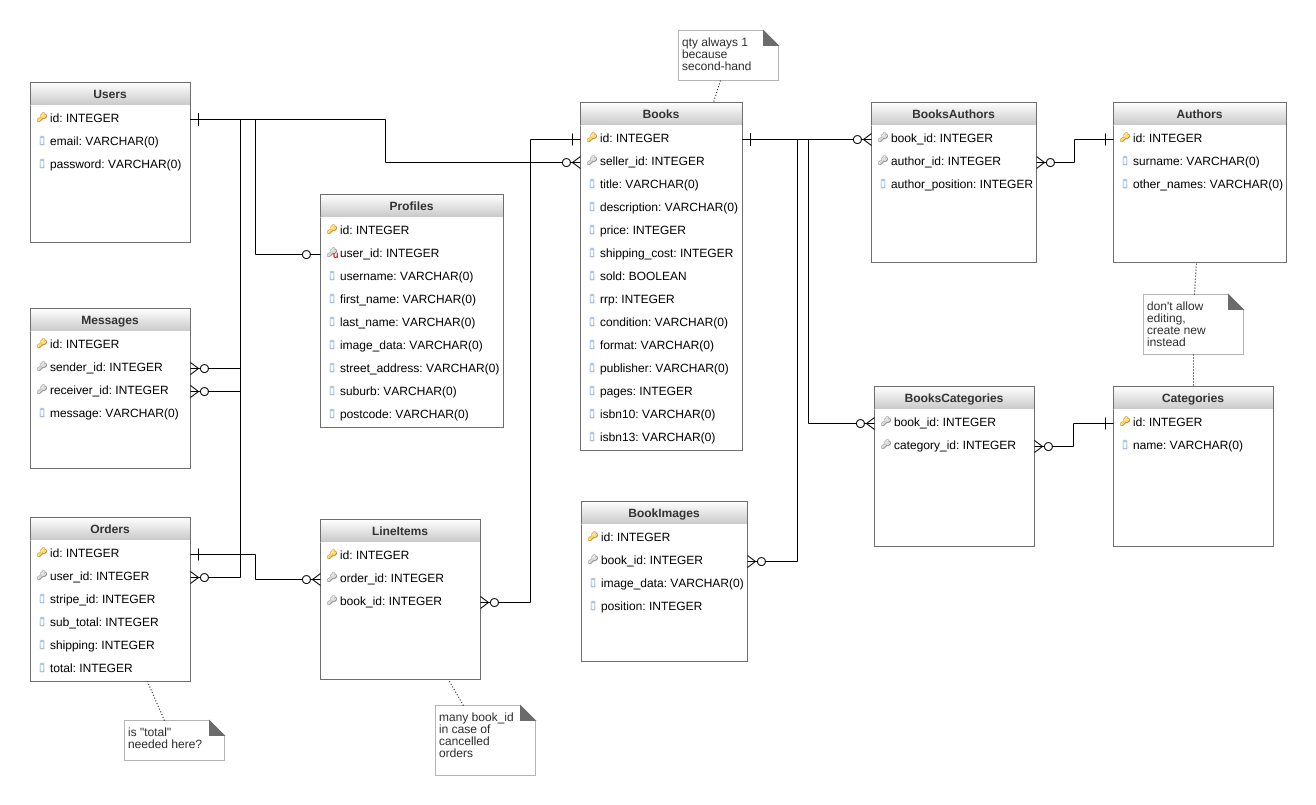 qty always 1
because
second-hand
Users
id: INTEGER
email: VARCHAR(0)
password: VARCHAR(0)
Books
id: INTEGER
seller_id: INTEGER
title: VARCHAR(0)
description: VARCHAR(0)
price: INTEGER
shipping_cost: INTEGER
sold: BOOLEAN
rrp: INTEGER
condition: VARCHAR(0)
format: VARCHAR(0)
publisher: VARCHAR(0)
pages: INTEGER
isbn10: VARCHAR(0)
isbn13: VARCHAR(0)
BooksAuthors
book_id: INTEGER
author_id: INTEGER
author_position: INTEGER
Authors
id: INTEGER
surname: VARCHAR(0)
other_names: VARCHAR(0)
Profiles
id: INTEGER
user_id: INTEGER
username: VARCHAR(0)
first_name: VARCHAR(0)
last_name: VARCHAR(0)
image_data: VARCHAR(0)
street_address: VARCHAR(0)
suburb: VARCHAR(0)
postcode: VARCHAR(0)
don't allow
editing,
create new
instead
Messages
id: INTEGER
sender_id: INTEGER
receiver_id: INTEGER
message: VARCHAR(0)
BooksCategories
book_id: INTEGER
category_id: INTEGER
Categories
id: INTEGER
name: VARCHAR(0)
Orders
id: INTEGER
user_id: INTEGER
stripe_id: INTEGER
sub_total: INTEGER
shipping: INTEGER
total: INTEGER
LineItems
id: INTEGER
order_id: INTEGER
book_id: INTEGER
BookImages
id: INTEGER
book_id: INTEGER
image_data: VARCHAR(0)
position: INTEGER
is "total"
needed here?
many book_id
in case of
cancelled
orders